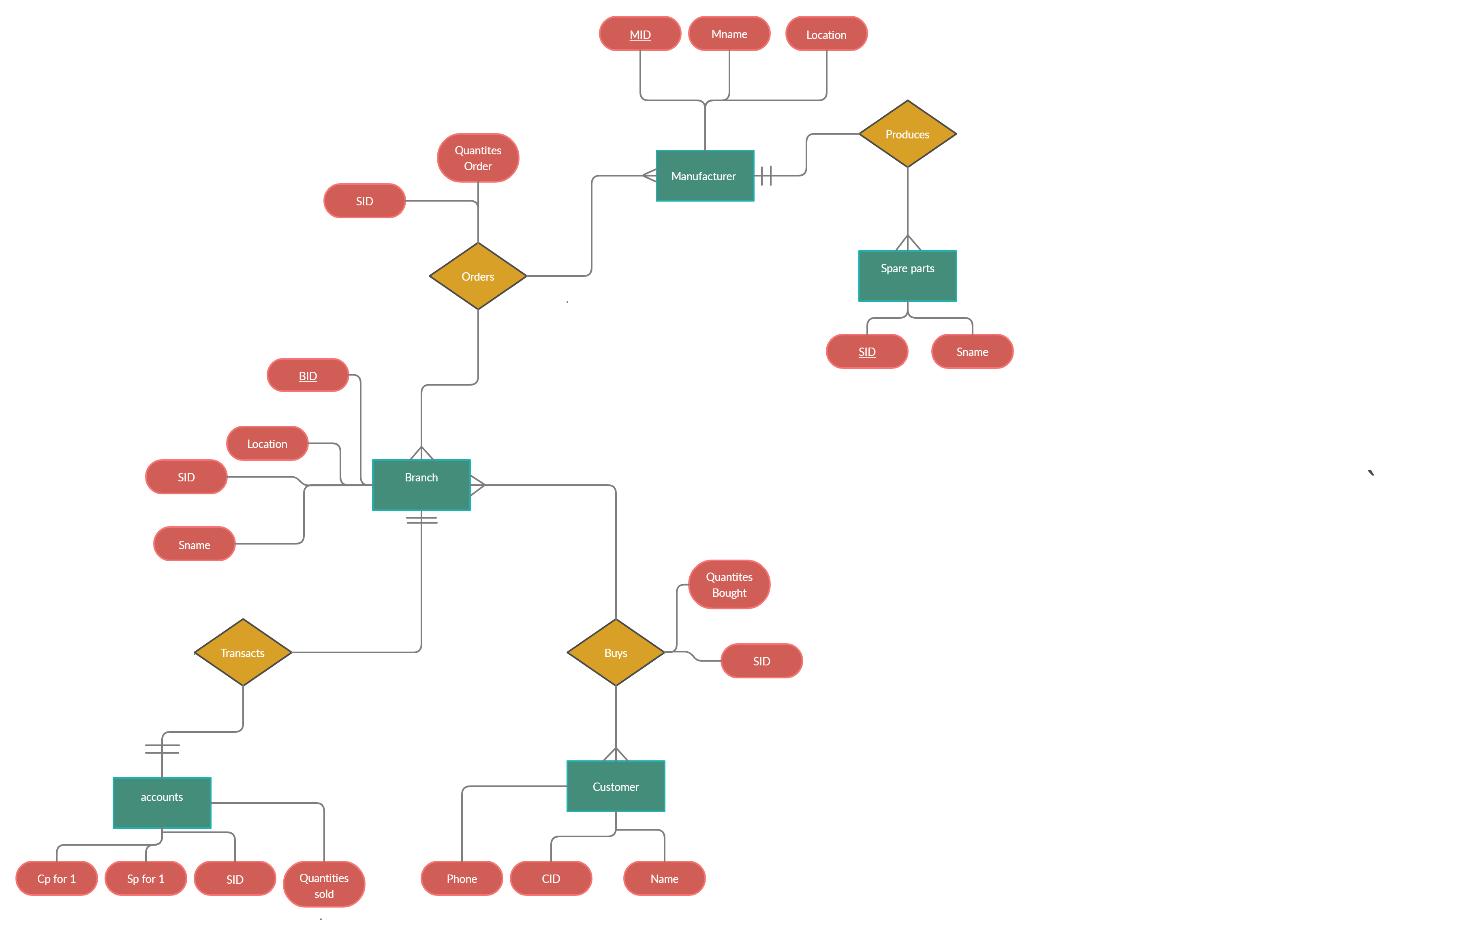 MID
Mname
Location
Produces
Quantites
Order
Manufacturer
SID
Spare parts
Orders
SID
Sname
BID
Location
SID
Branch
Sname
Quantites
Bought
Transacts
Buys
SID
accounts
Customer
Cp for 1
Sp for 1
SID
Quantities
sold
Phone
CID
Name